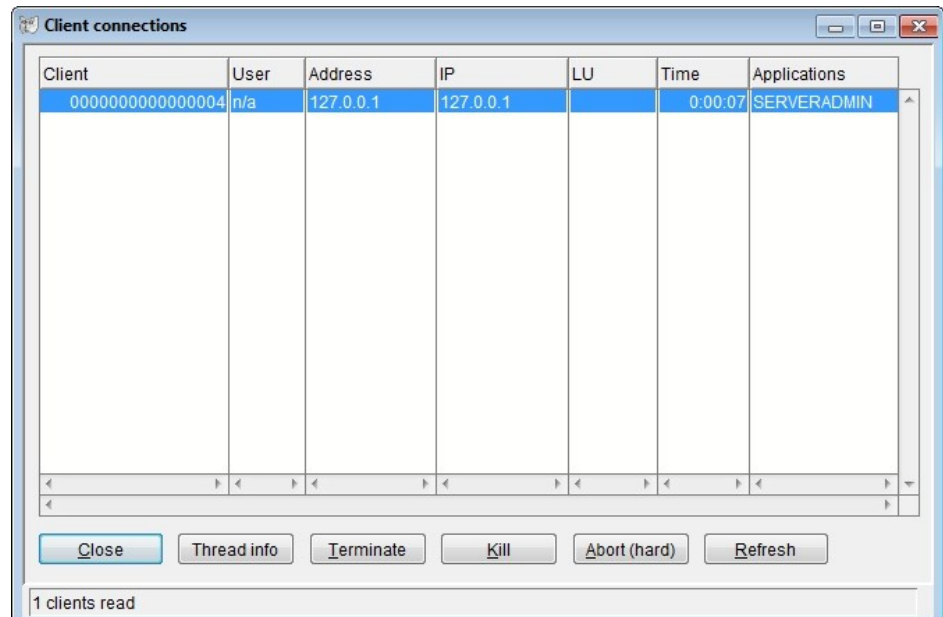 Client connections
Client User Address IP LU Time Applications
0000000000000004 n/a 127.0.0.1 127.0.0.1 0:00:07 SERVERADMIN
Close Thread info Terminate Kill Abort (hard) Refresh
1 clients read